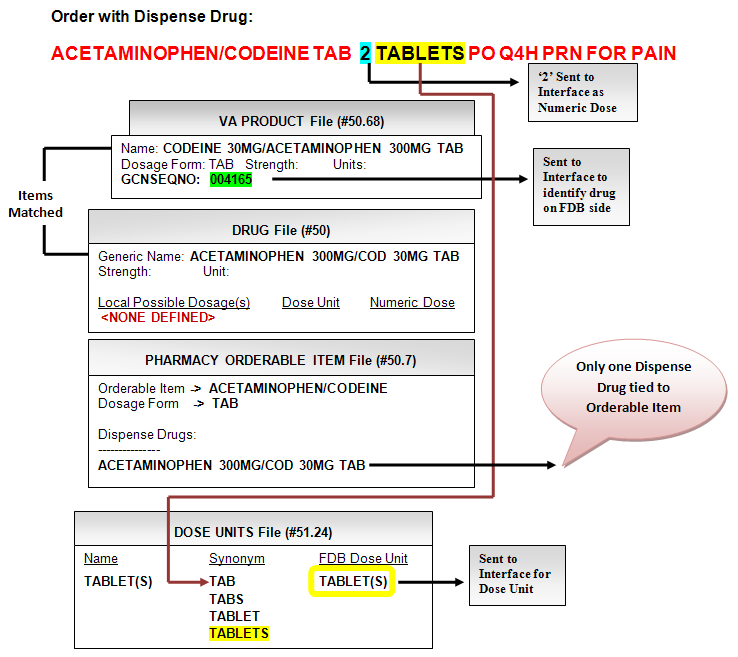 Order with Dispense Drug:
ACETAMINOPHEN/CODEINE TAB 2 TABLETS PO Q4H PRN FOR PAIN
‘2’ Sent to
Interface as
Numeric Dose
VA PRODUCT File (#50.68)
Name: CODEINE 30MG/ACETAMINOPHEN 300MG TAB
Dosage Form: TAB Strength: Units:
GCNSEQNO: 004165
Sent to
Interface to
identify drug
on FDB side
Items
Matched
DRUG File (#50)
Generic Name: ACETAMINOPHEN 300MG/COD 30MG TAB
Strength: Unit:
Local Possible Dosage(s) Dose Unit Numeric Dose
<NONE DEFINED>
PHARMACY ORDERABLE ITEM File (#50.7)
Orderable Item -> ACETAMINOPHEN/CODEINE
Dosage Form -> TAB
Dispense Drugs:
---------------
ACETAMINOPHEN 300MG/COD 30MG TAB
Only one Dispense
Drug tied to
Orderable Item
DOSE UNITS File (#51.24)
Name Synonym FDB Dose Unit
TABLET(S) TAB TABLET(S)
TABS
TABLET
TABLETS
Sent to
Interface for
Dose Unit